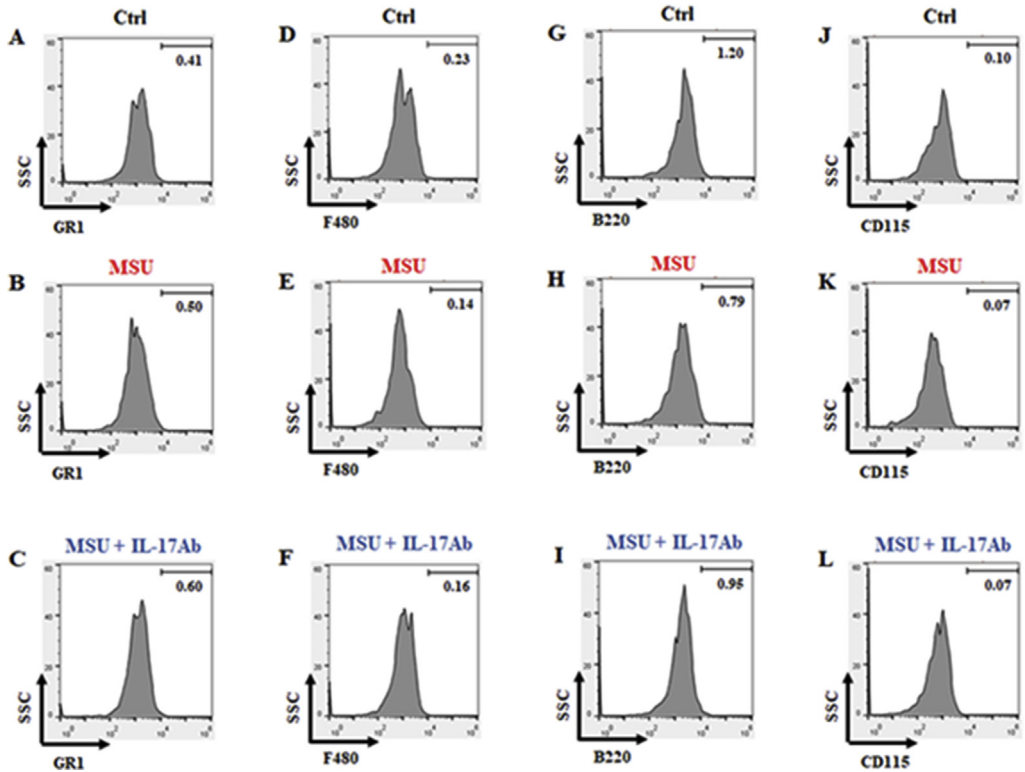 Ctrl Ctrl Ctrl Ctrl
A D G J
0.41 0.23 1.20 0.10
SSC SSC SSC SSC
GR1 F480 B220 CD115
MSU MSU MSU MSU
B E H K
0.50 0.14 0.79 0.07
SSC SSC SSC SSC
GR1 F480 B220 CD115
MSU + IL-17Ab MSU + IL-17Ab MSU + IL-17Ab MSU + IL-17Ab
C F I L
0.60 0.16 0.95 0.07
SSC SSC SSC SSC
GR1 F480 B220 CD115